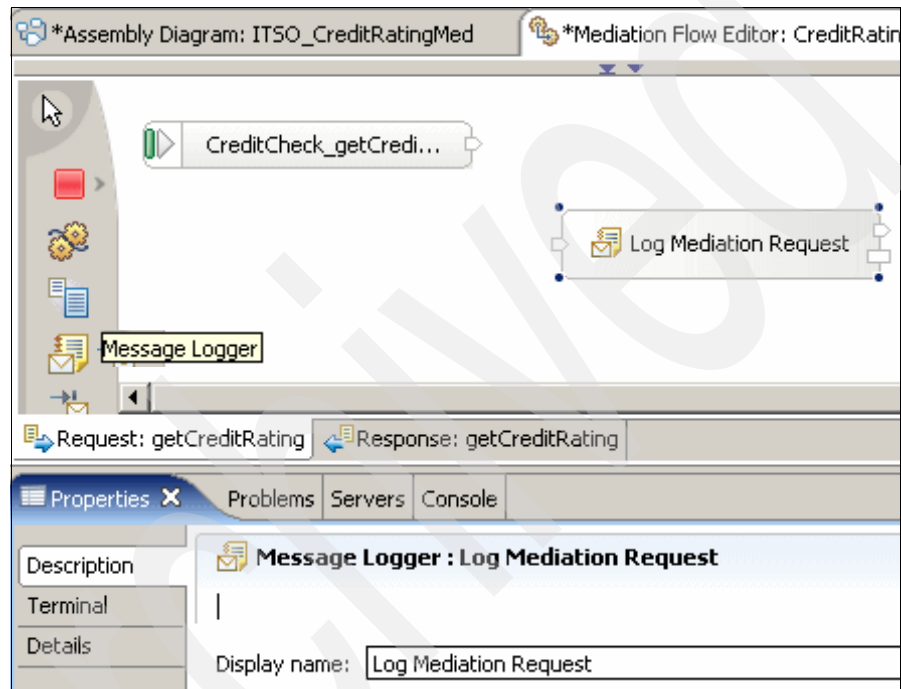 *Assembly Diagram: ITSO_CreditRatingMed
*Mediation Flow Editor: CreditRatin
CreditCheck_getCredi...
Log Mediation Request
Message Logger
Request: getCreditRating
Response: getCreditRating
Properties
Problems
Servers
Console
Description
Message Logger : Log Mediation Request
Terminal
Details
Display name: Log Mediation Request